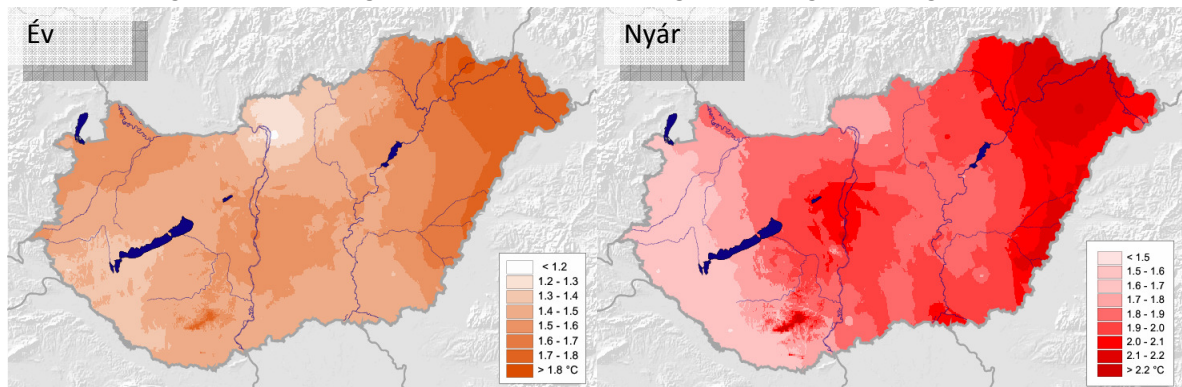 Év
< 1.2
1.2 - 1.3
1.3 - 1.4
1.4 - 1.5
1.5 - 1.6
1.6 - 1.7
1.7 - 1.8
> 1.8 °C
Nyár
< 1.5
1.5 - 1.6
1.6 - 1.7
1.7 - 1.8
1.8 - 1.9
1.9 - 2.0
2.0 - 2.1
2.1 - 2.2
> 2.2 °C